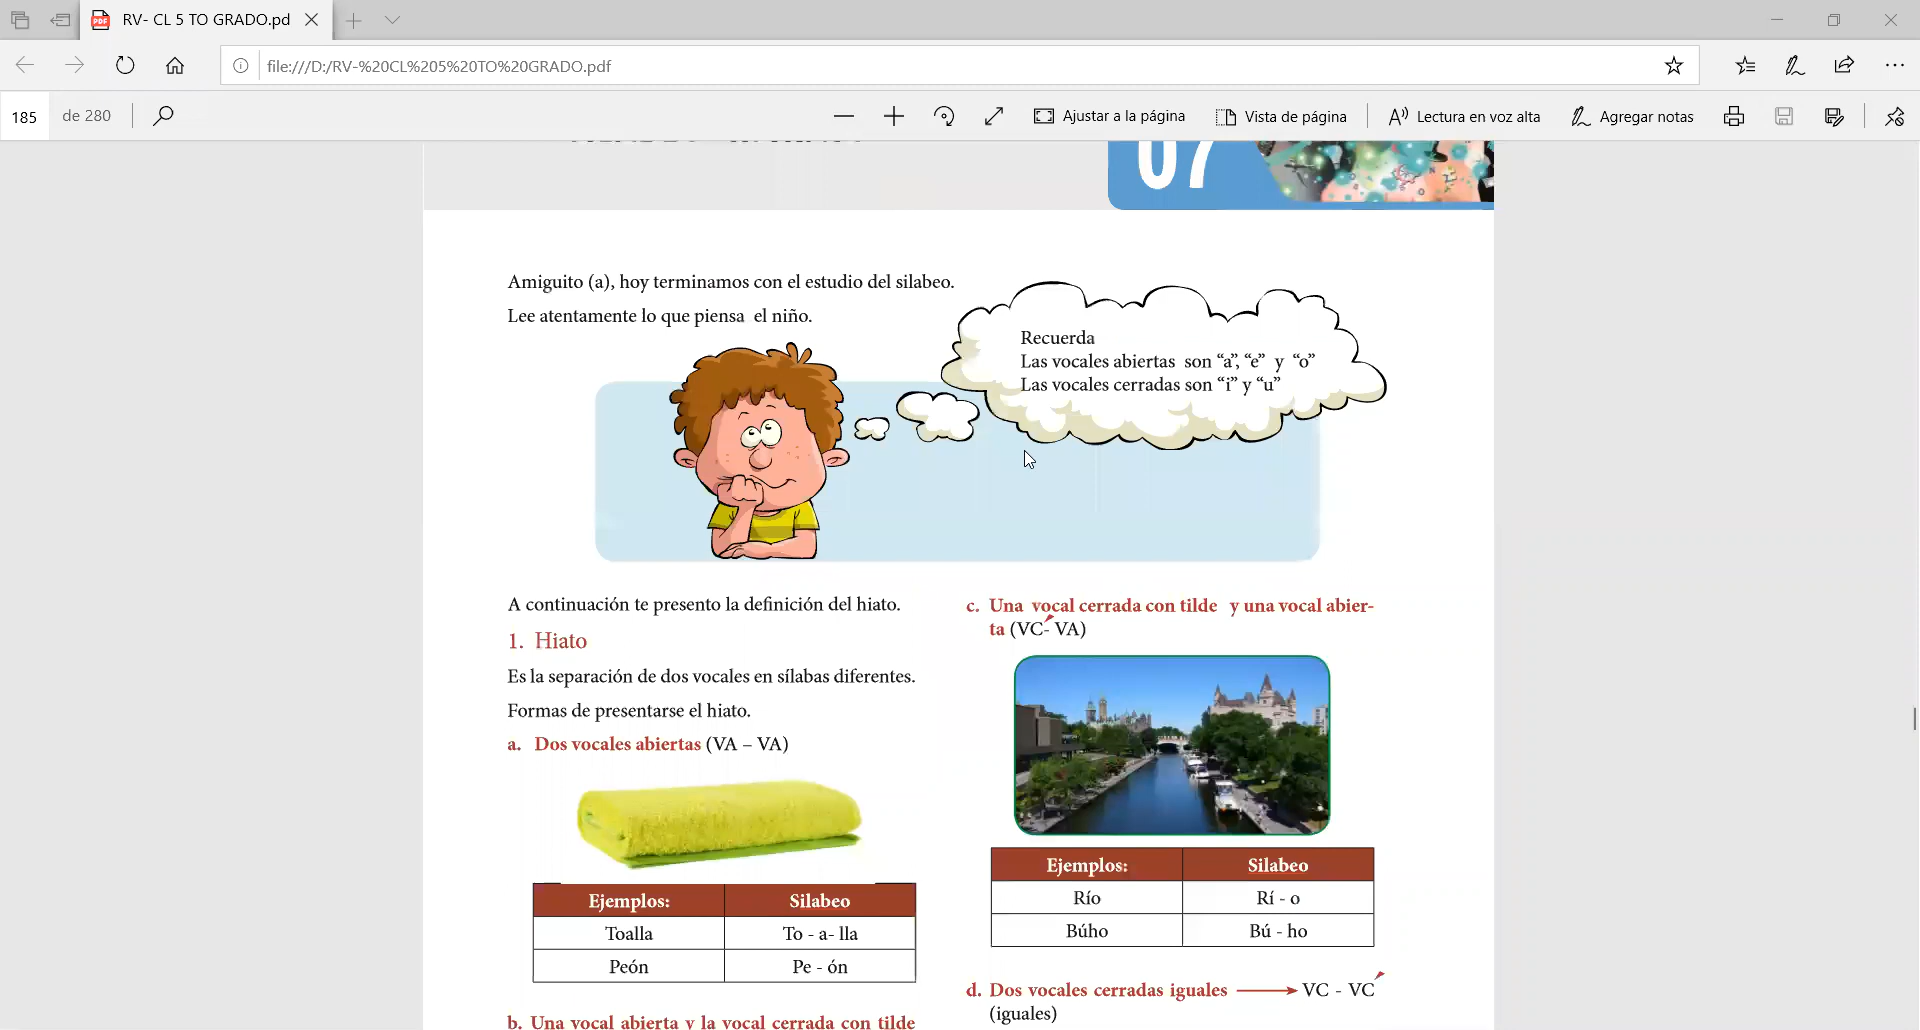 RV- CL 5 TO GRADO.pd
file:///D:/RV-%20CL%205%20TO%20GRADO.pdf
185 de 280
Ajustar a la página
Vista de página
Lectura en voz alta
Agregar notas
07
Amiguito (a), hoy terminamos con el estudio del silabeo.
Lee atentamente lo que piensa el niño.
Recuerda
Las vocales abiertas son “a”, “e” y “o”
Las vocales cerradas son “i” y “u”
A continuación te presento la definición del hiato.
1. Hiato
Es la separación de dos vocales en sílabas diferentes.
Formas de presentarse el hiato.
a. Dos vocales abiertas (VA – VA)
Ejemplos: Silabeo
Toalla To - a- lla
Peón Pe - ón
b. Una vocal abierta y la vocal cerrada con tilde
c. Una vocal cerrada con tilde y una vocal abier-
ta (VĆ- VA)
Ejemplos: Silabeo
Río Rí - o
Búho Bú - ho
d. Dos vocales cerradas iguales ⟶ VC - VĆ
(iguales)